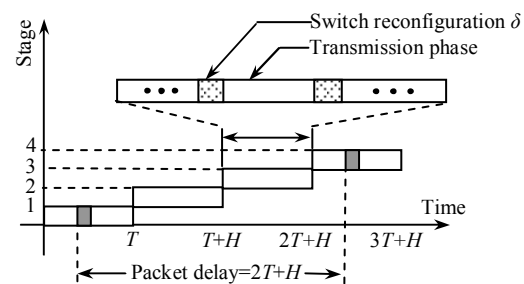 Switch reconfiguration δ
Transmission phase
Stage
4
3
2
1
Time
T T+H 2T+H 3T+H
Packet delay=2T+H